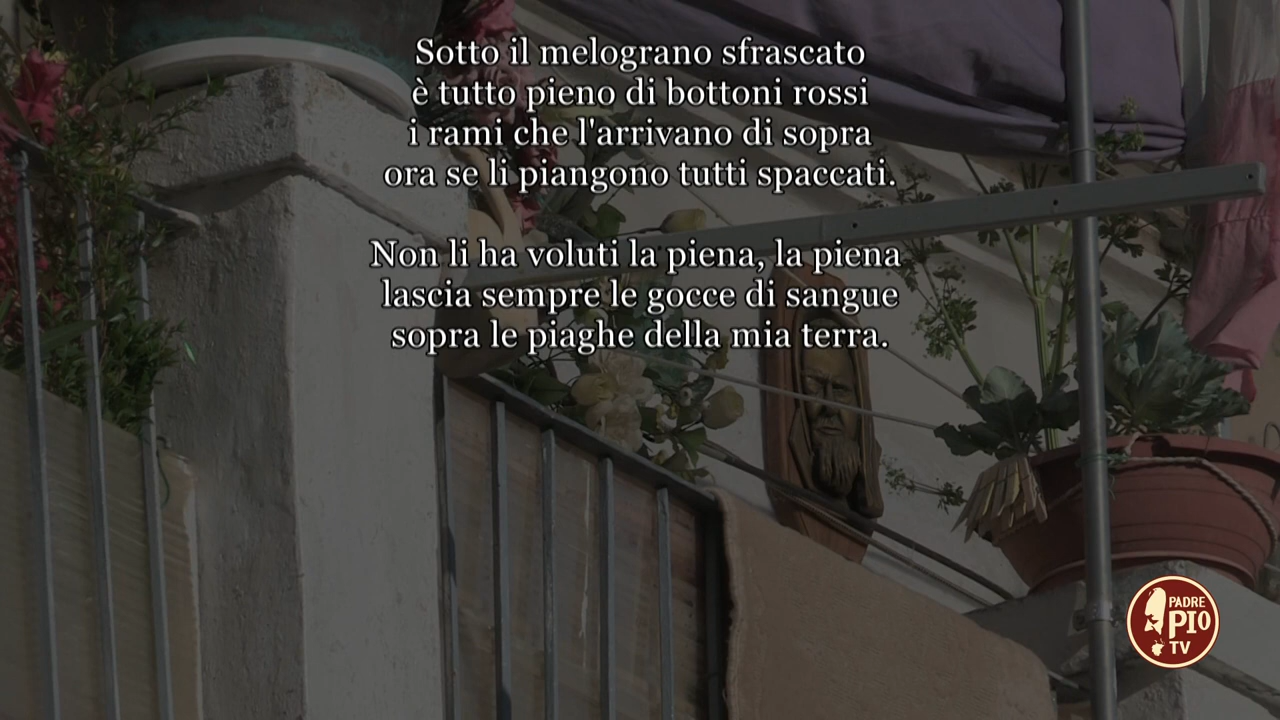 Sotto il melograno sfrascato
è tutto pieno di bottoni rossi
i rami che l'arrivano di sopra
ora se li piangono tutti spaccati.
Non li ha voluti la piena, la piena
lascia sempre le gocce di sangue
sopra le piaghe della mia terra.
PADRE
PIO
TV